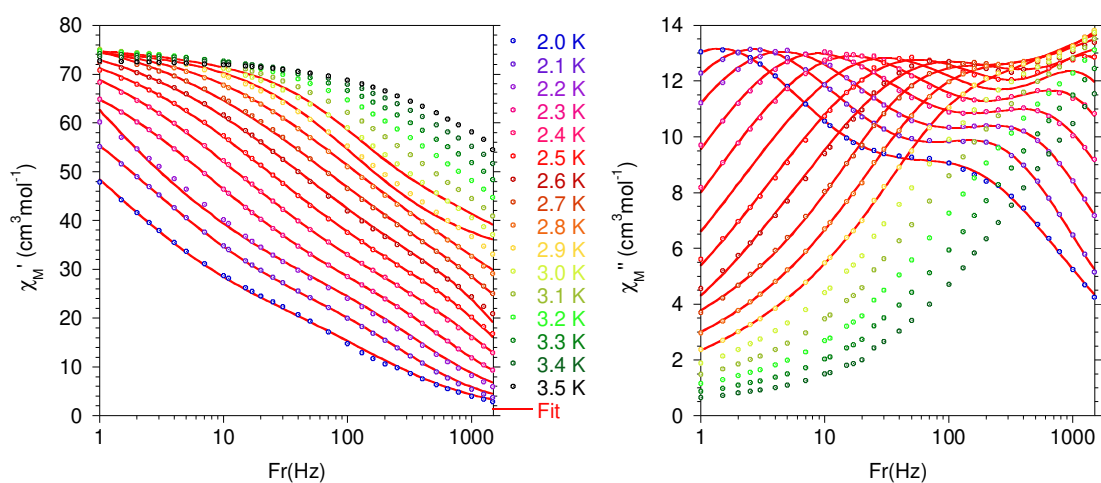 80
70
60
50
40
30
20
10
0
1
10
100
1000
Fr(Hz)
χM' (cm3mol-1)
2.0 K
2.1 K
2.2 K
2.3 K
2.4 K
2.5 K
2.6 K
2.7 K
2.8 K
2.9 K
3.0 K
3.1 K
3.2 K
3.3 K
3.4 K
3.5 K
Fit
14
12
10
8
6
4
2
0
1
10
100
1000
Fr(Hz)
χM" (cm3mol-1)